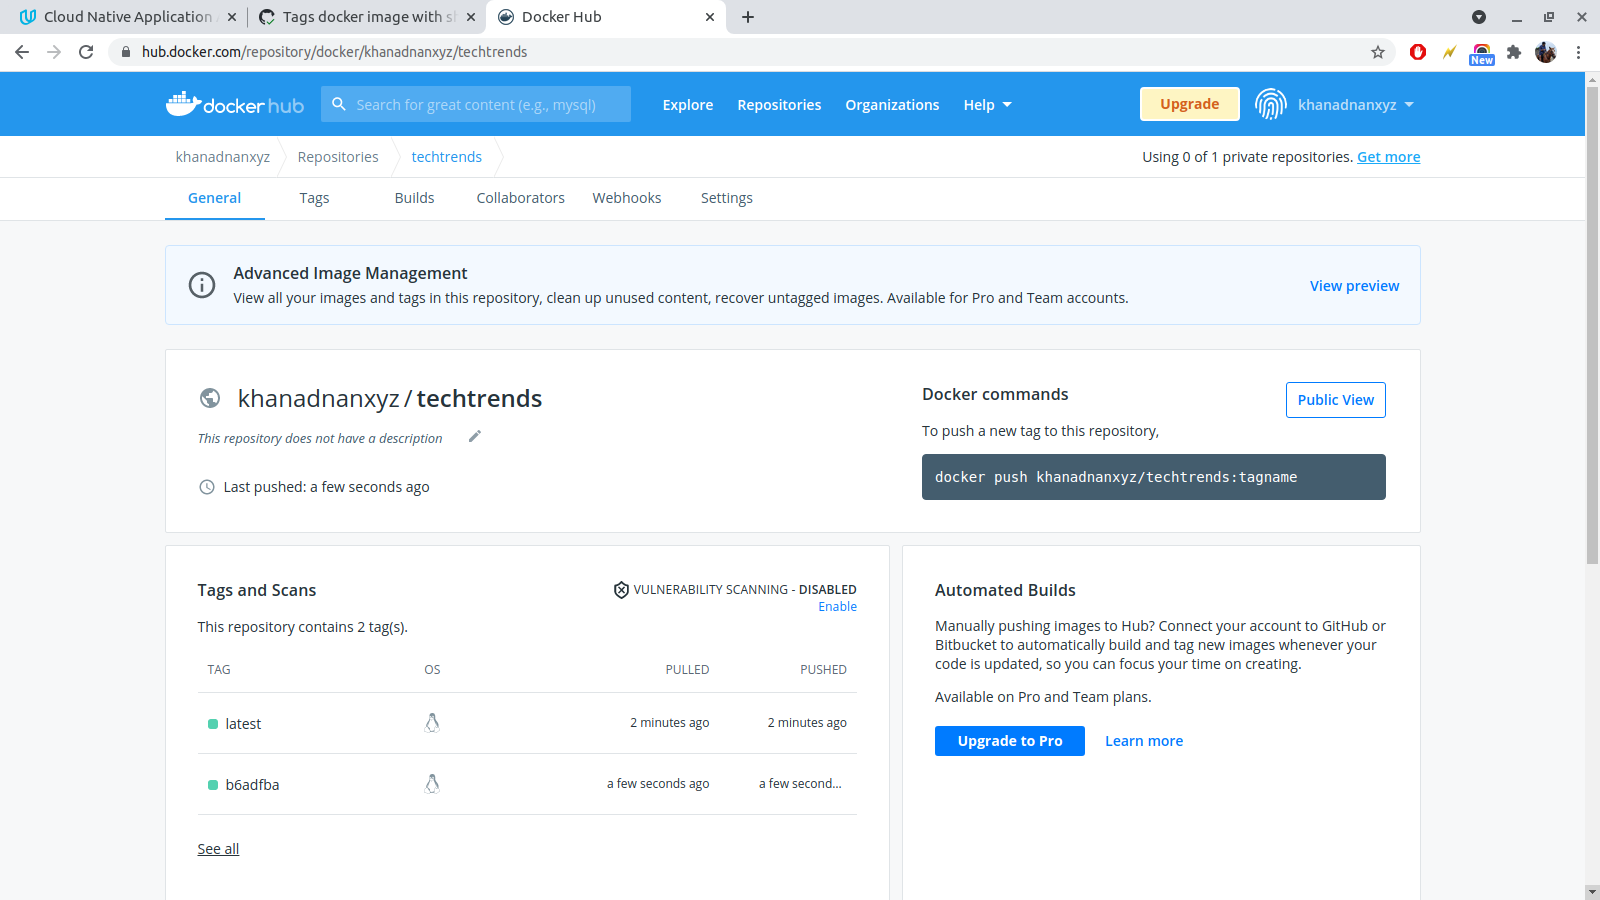 Cloud Native Application
Tags docker image with sh
Docker Hub
hub.docker.com/repository/docker/khanadnanxyz/techtrends
New
docker hub
Search for great content (e.g., mysql)
Explore
Repositories
Organizations
Help
Upgrade
khanadnanxyz
khanadnanxyz
Repositories
techtrends
Using 0 of 1 private repositories. Get more
General
Tags
Builds
Collaborators
Webhooks
Settings
Advanced Image Management
View all your images and tags in this repository, clean up unused content, recover untagged images. Available for Pro and Team accounts.
View preview
khanadnanxyz / techtrends
This repository does not have a description
Last pushed: a few seconds ago
Docker commands
Public View
To push a new tag to this repository,
docker push khanadnanxyz/techtrends:tagname
Tags and Scans
VULNERABILITY SCANNING - DISABLED
Enable
This repository contains 2 tag(s).
TAG OS PULLED PUSHED
latest 2 minutes ago 2 minutes ago
b6adfba a few seconds ago a few second...
See all
Automated Builds
Manually pushing images to Hub? Connect your account to GitHub or
Bitbucket to automatically build and tag new images whenever your
code is updated, so you can focus your time on creating.
Available on Pro and Team plans.
Upgrade to Pro
Learn more